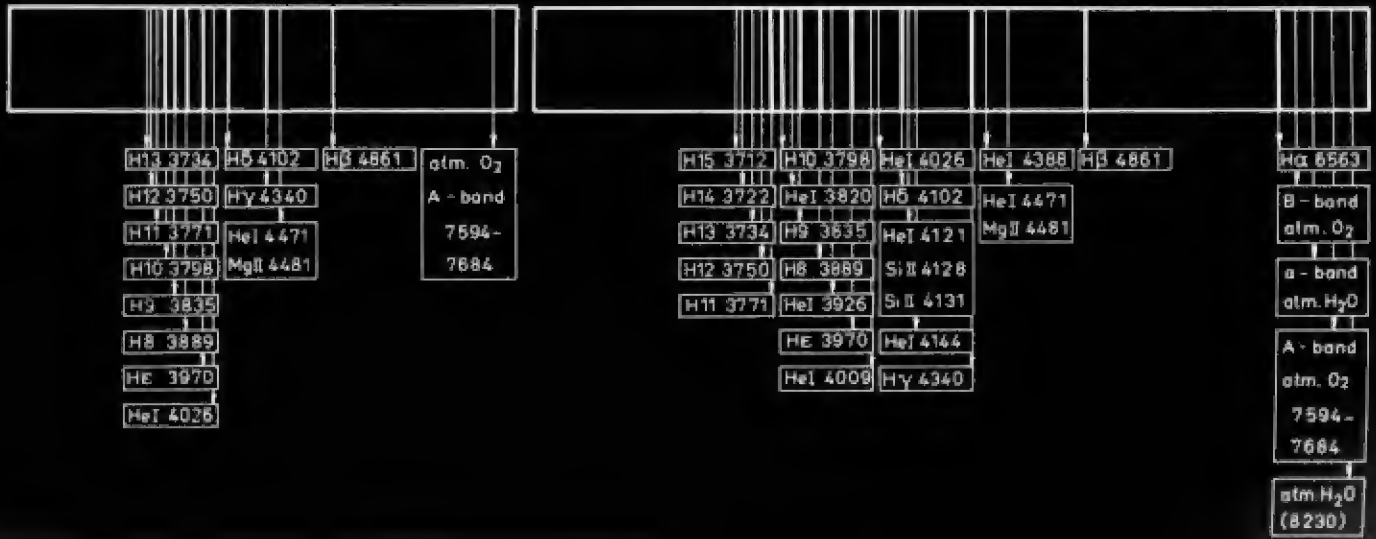 H13 3734
H12 3750
H11 3771
H10 3798
H9 3835
H8 3889
Hε 3970
HeI 4026
Hδ 4102
Hγ 4340
HeI 4471
MgII 4481
Hβ 4861
atm. O₂
A-band
7594-
7684
H15 3712
H14 3722
H13 3734
H12 3750
H11 3771
H10 3798
HeI 3820
H9 3835
H8 3889
HeI 3926
Hε 3970
HeI 4009
HeI 4026
Hδ 4102
HeI 4121
SiII 4128
SiII 4131
HeI 4144
Hγ 4340
HeI 4388
HeI 4471
MgII 4481
Hβ 4861
Hα 6563
B-band
atm. O₂
a-band
atm. H₂O
A-band
atm. O₂
7594-
7684
atm. H₂O
(8230)